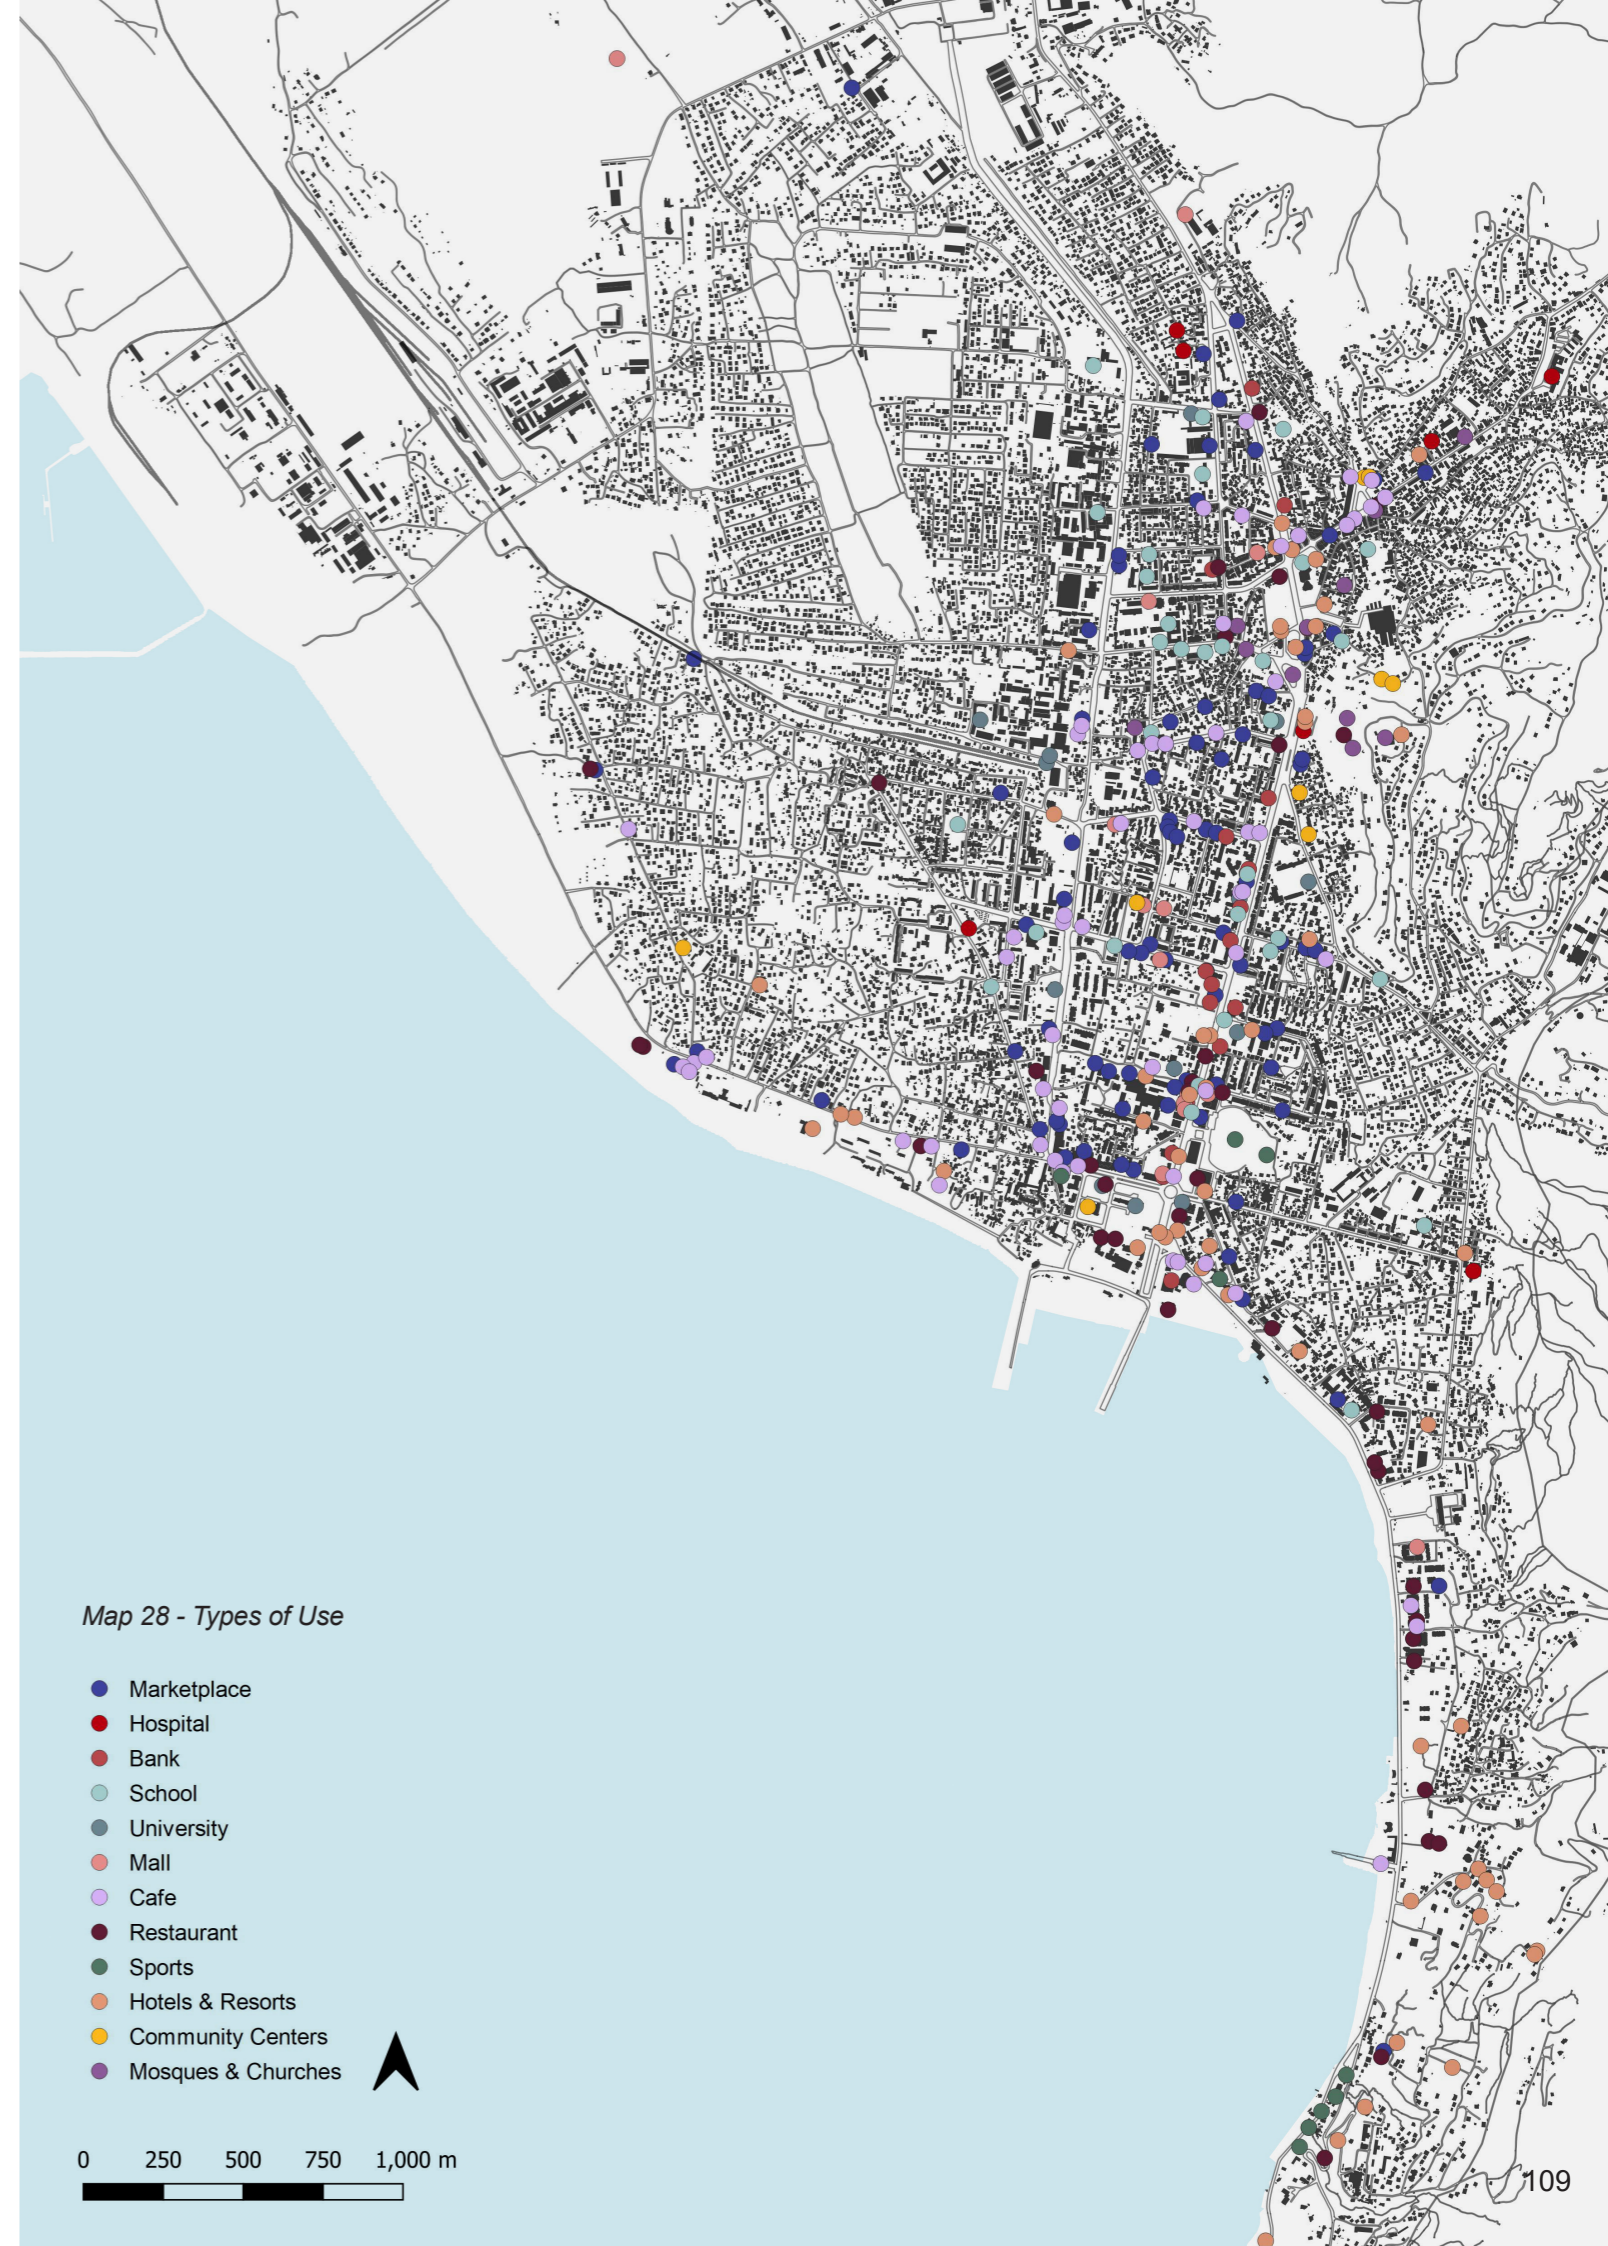 Map 28 - Types of Use
Marketplace
Hospital
Bank
School
University
Mall
Cafe
Restaurant
Sports
Hotels & Resorts
Community Centers
Mosques & Churches
0 250 500 750 1,000 m
109